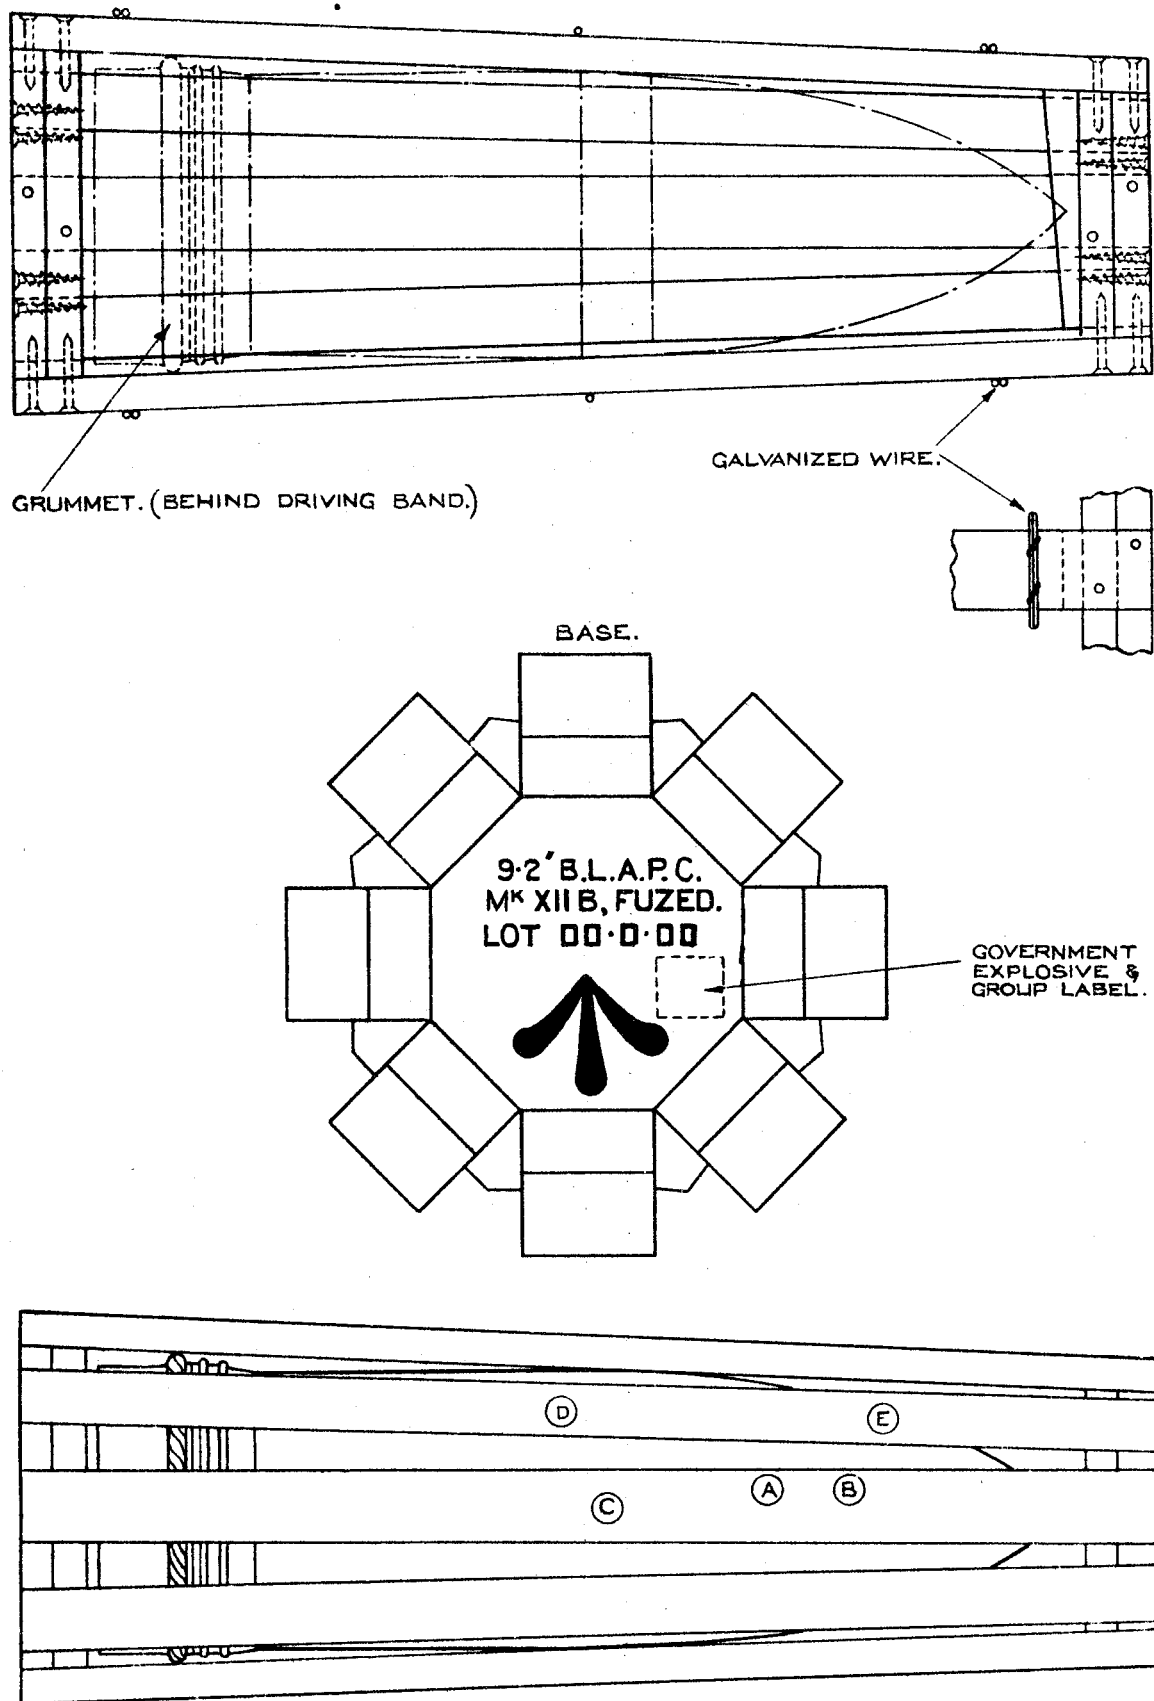 GRUMMET. (BEHIND DRIVING BAND.)
GALVANIZED WIRE.
BASE.
9·2" B.L.A.P.C.
Mᴷ XII B, FUZED.
LOT 00·0·00
GOVERNMENT
EXPLOSIVE &
GROUP LABEL.
D
E
A
B
C